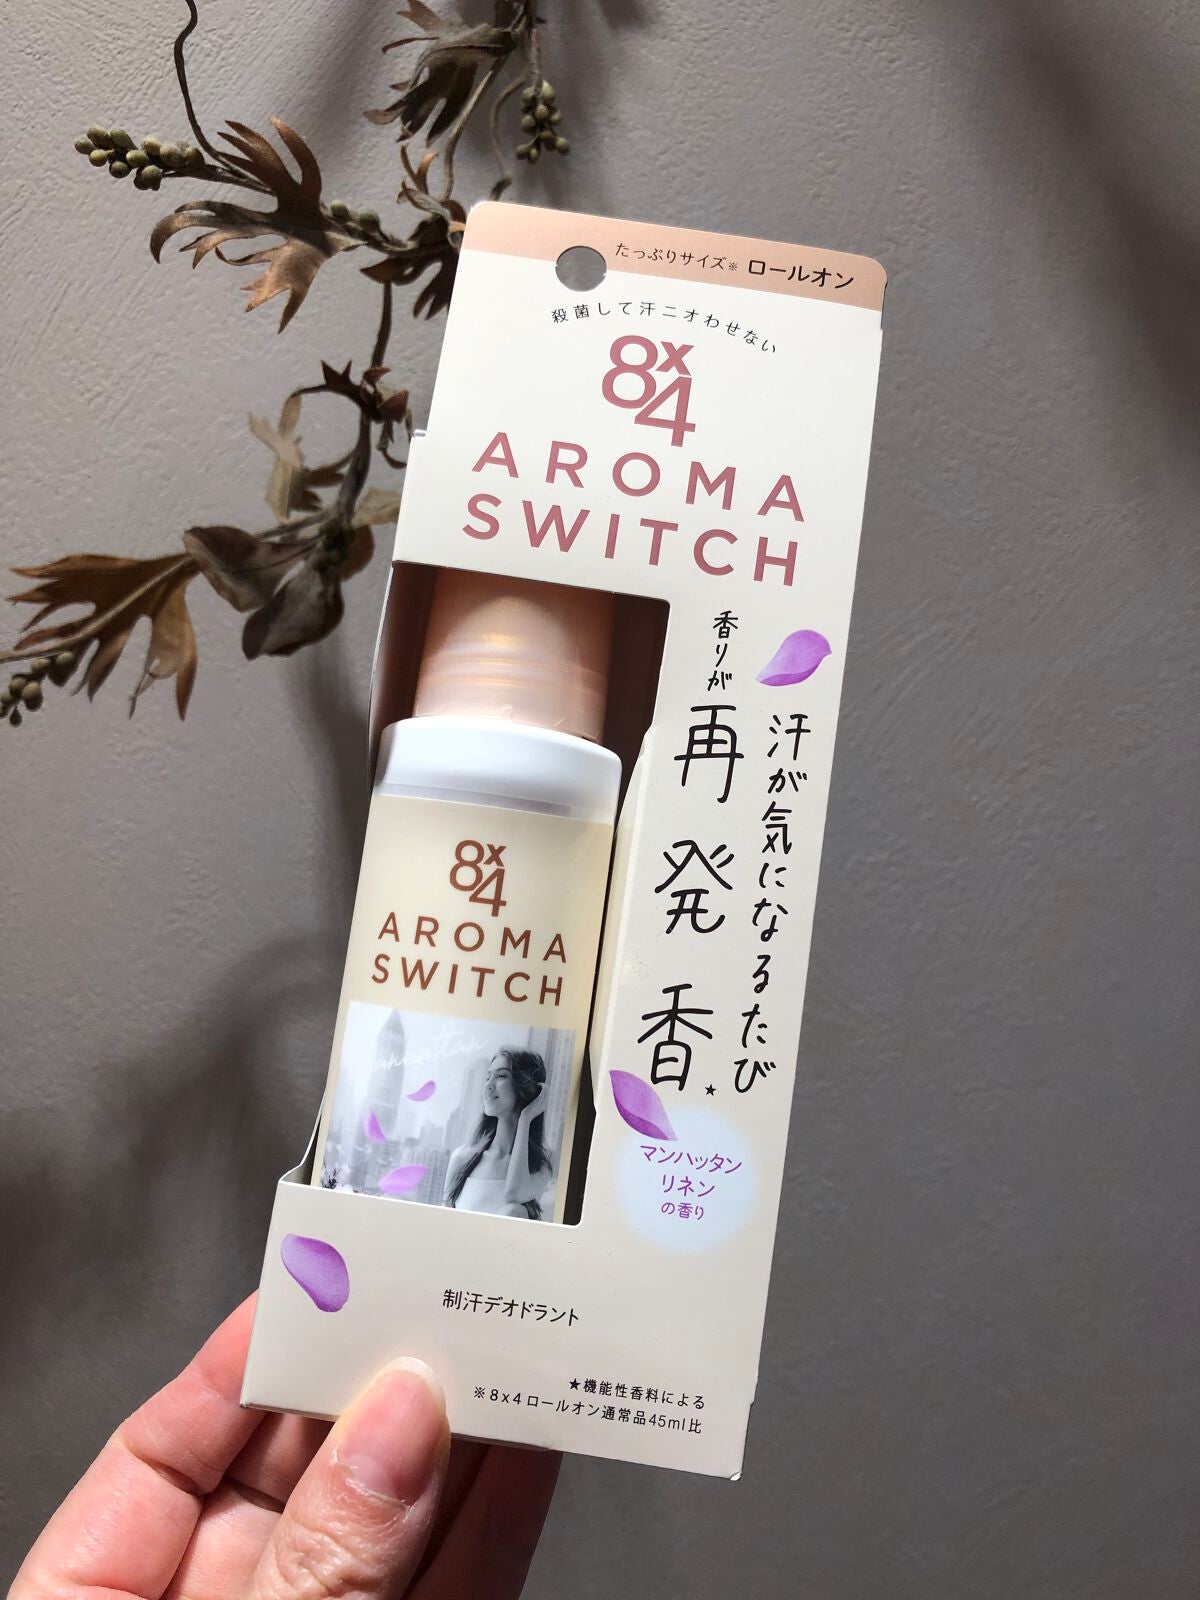 たっぷりサイズ※ ロールオン
殺菌して汗ニオわせない
8x4
AROMA
SWITCH
汗が気になるたび
香りが再発香★
マンハッタン
リネン
の香り
8x4
AROMA
SWITCH
制汗デオドラント
★機能性香料による
※8x4ロールオン通常品45ml比